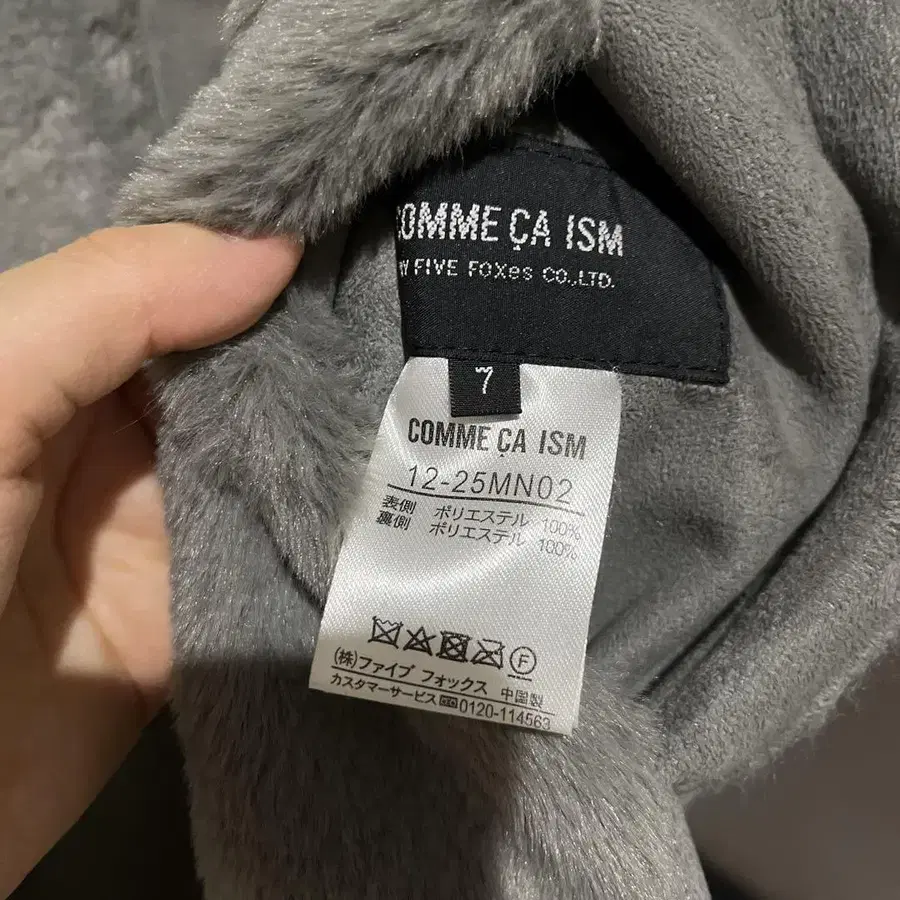 COMME ÇA ISM
BY FIVE FOXes CO.,LTD.
7
COMME ÇA ISM
12-25MN02
表側 ポリエステル 100%
裏側 ポリエステル 100%
F
(株)ファイブ フォックス 中国製
カスタマーサービス 0120-114563